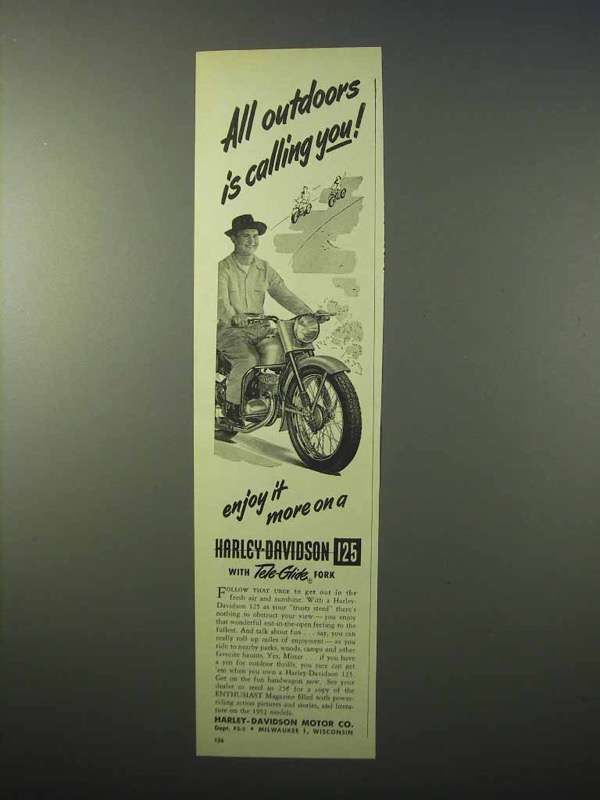 All outdoors
is calling you!
enjoy it
more on a
HARLEY-DAVIDSON 125
WITH Tele-Glide® FORK
FOLLOW THAT URGE to get out in the
fresh air and sunshine. With a Harley-
Davidson 125 as your "trusty steed" there's
nothing to obstruct your view — you enjoy
that wonderful out-in-the-open feeling to the
fullest. And talk about fun . . . say, you can
really roll up miles of enjoyment — as you
ride to nearby parks, woods, camps and other
favorite haunts. Yes, Mister . . . if you have
a yen for outdoor thrills, you sure can get
'em when you own a Harley-Davidson 125.
Get on the fun bandwagon now. See your
dealer or send us 25¢ for a copy of the
ENTHUSIAST Magazine filled with power-
riding action pictures and stories, and litera-
ture on the 1952 models.
HARLEY-DAVIDSON MOTOR CO.
Dept. • MILWAUKEE 1, WISCONSIN